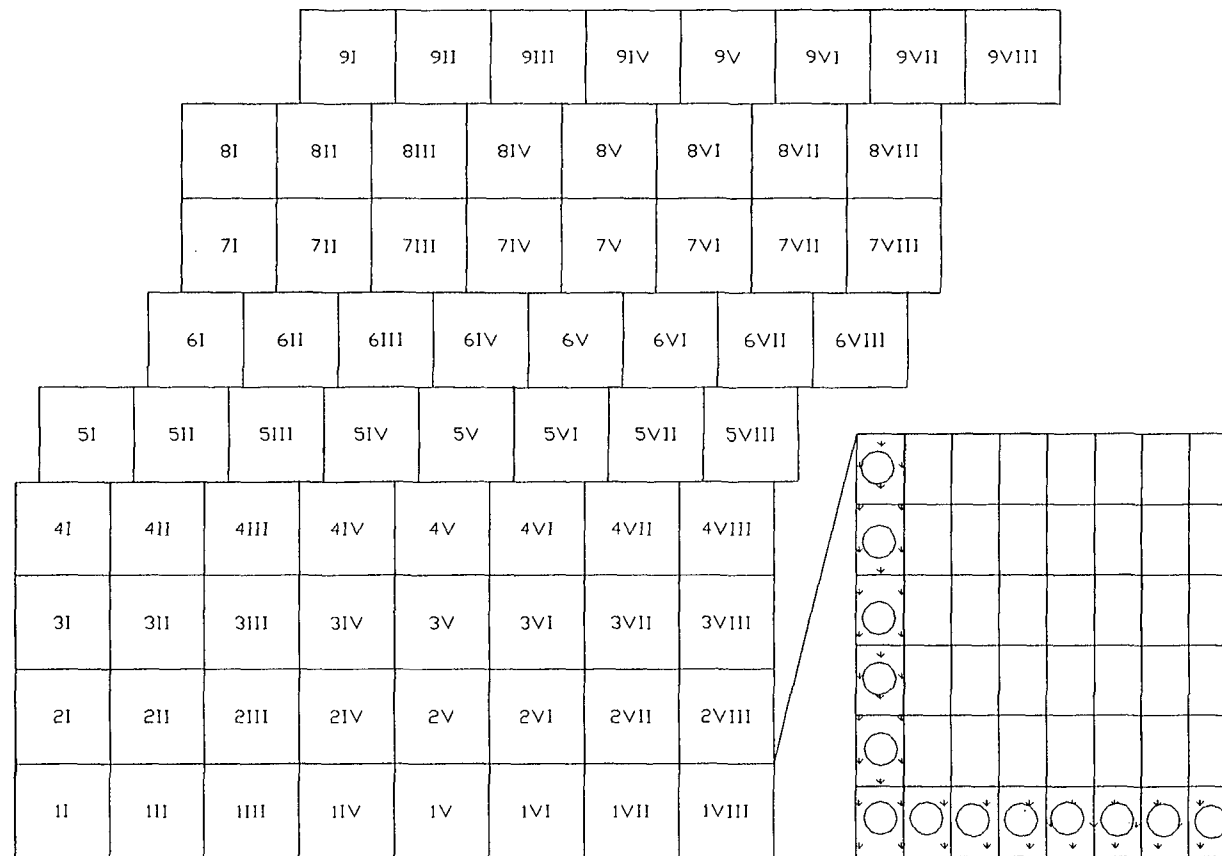 9I 9II 9III 9IV 9V 9VI 9VII 9VIII
8I 8II 8III 8IV 8V 8VI 8VII 8VIII
7I 7II 7III 7IV 7V 7VI 7VII 7VIII
6I 6II 6III 6IV 6V 6VI 6VII 6VIII
5I 5II 5III 5IV 5V 5VI 5VII 5VIII
4I 4II 4III 4IV 4V 4VI 4VII 4VIII
3I 3II 3III 3IV 3V 3VI 3VII 3VIII
2I 2II 2III 2IV 2V 2VI 2VII 2VIII
1I 1II 1III 1IV 1V 1VI 1VII 1VIII